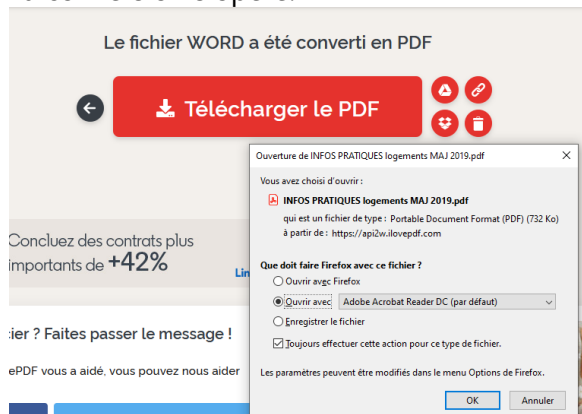 Le fichier WORD a été converti en PDF
Télécharger le PDF
Ouverture de INFOS PRATIQUES logements MAJ 2019.pdf
Vous avez choisi d'ouvrir :
INFOS PRATIQUES logements MAJ 2019.pdf
qui est un fichier de type : Portable Document Format (PDF) (732 Ko)
à partir de : https://api2w.ilovepdf.com
Que doit faire Firefox avec ce fichier ?
Ouvrir avec Firefox
Ouvrir avec Adobe Acrobat Reader DC (par défaut)
Enregistrer le fichier
Toujours effectuer cette action pour ce type de fichier.
Les paramètres peuvent être modifiés dans le menu Options de Firefox.
OK Annuler
Concluez des contrats plus
importants de +42%
Lin
ier ? Faites passer le message !
ePDF vous a aidé, vous pouvez nous aider